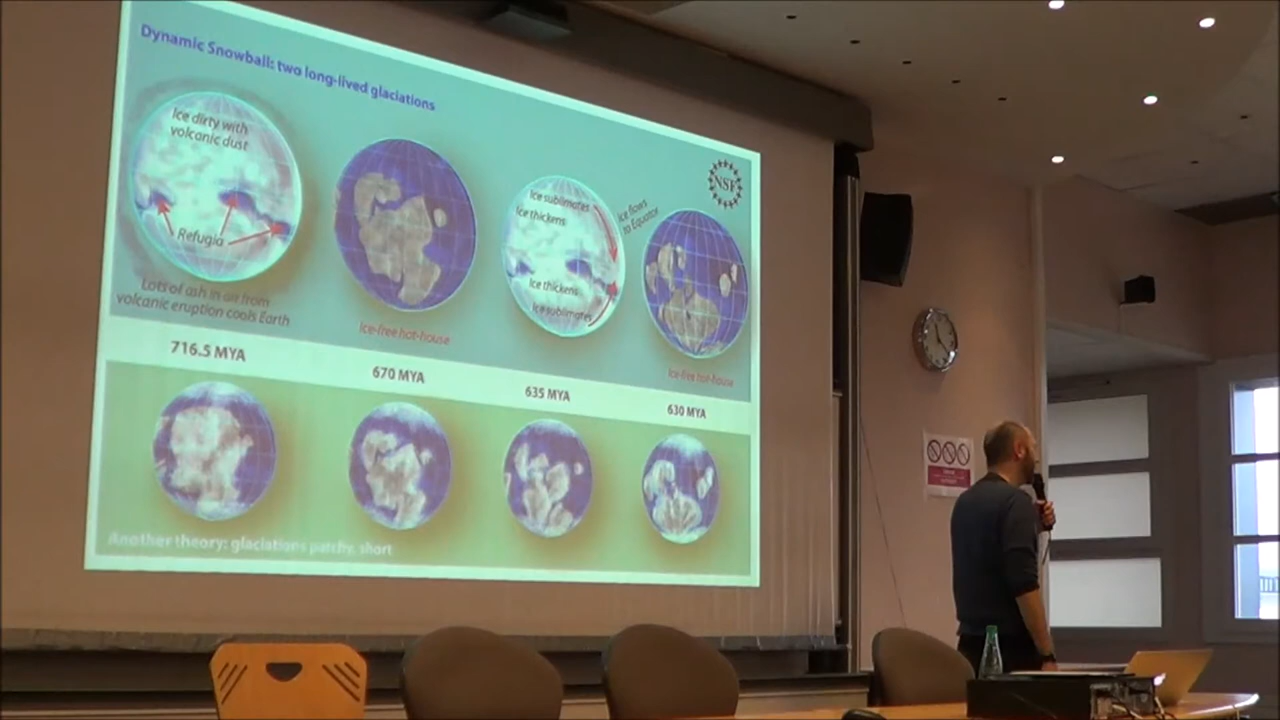 Dynamic Snowball: two long-lived glaciations
NSF
Ice dirty with
volcanic dust
Refugia
Lots of ash in air from
volcanic eruption cools Earth
Ice-free hot-house
Ice sublimates
Ice thickens
Ice flows
to Equator
Ice thickens
Ice sublimates
Ice-free hot-house
716.5 MYA
670 MYA
635 MYA
630 MYA
Another theory: glaciations patchy, short